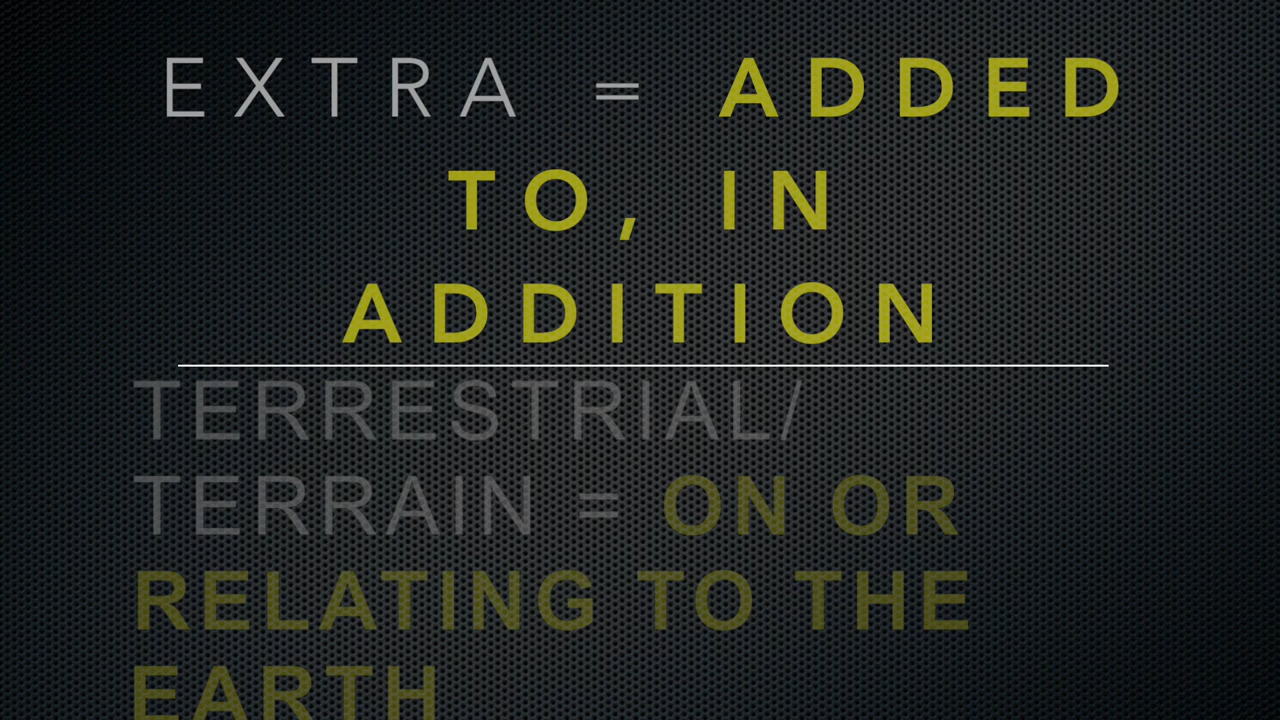 EXTRA = ADDED
TO, IN
ADDITION
TERRESTRIAL/
TERRAIN = ON OR
RELATING TO THE
EARTH